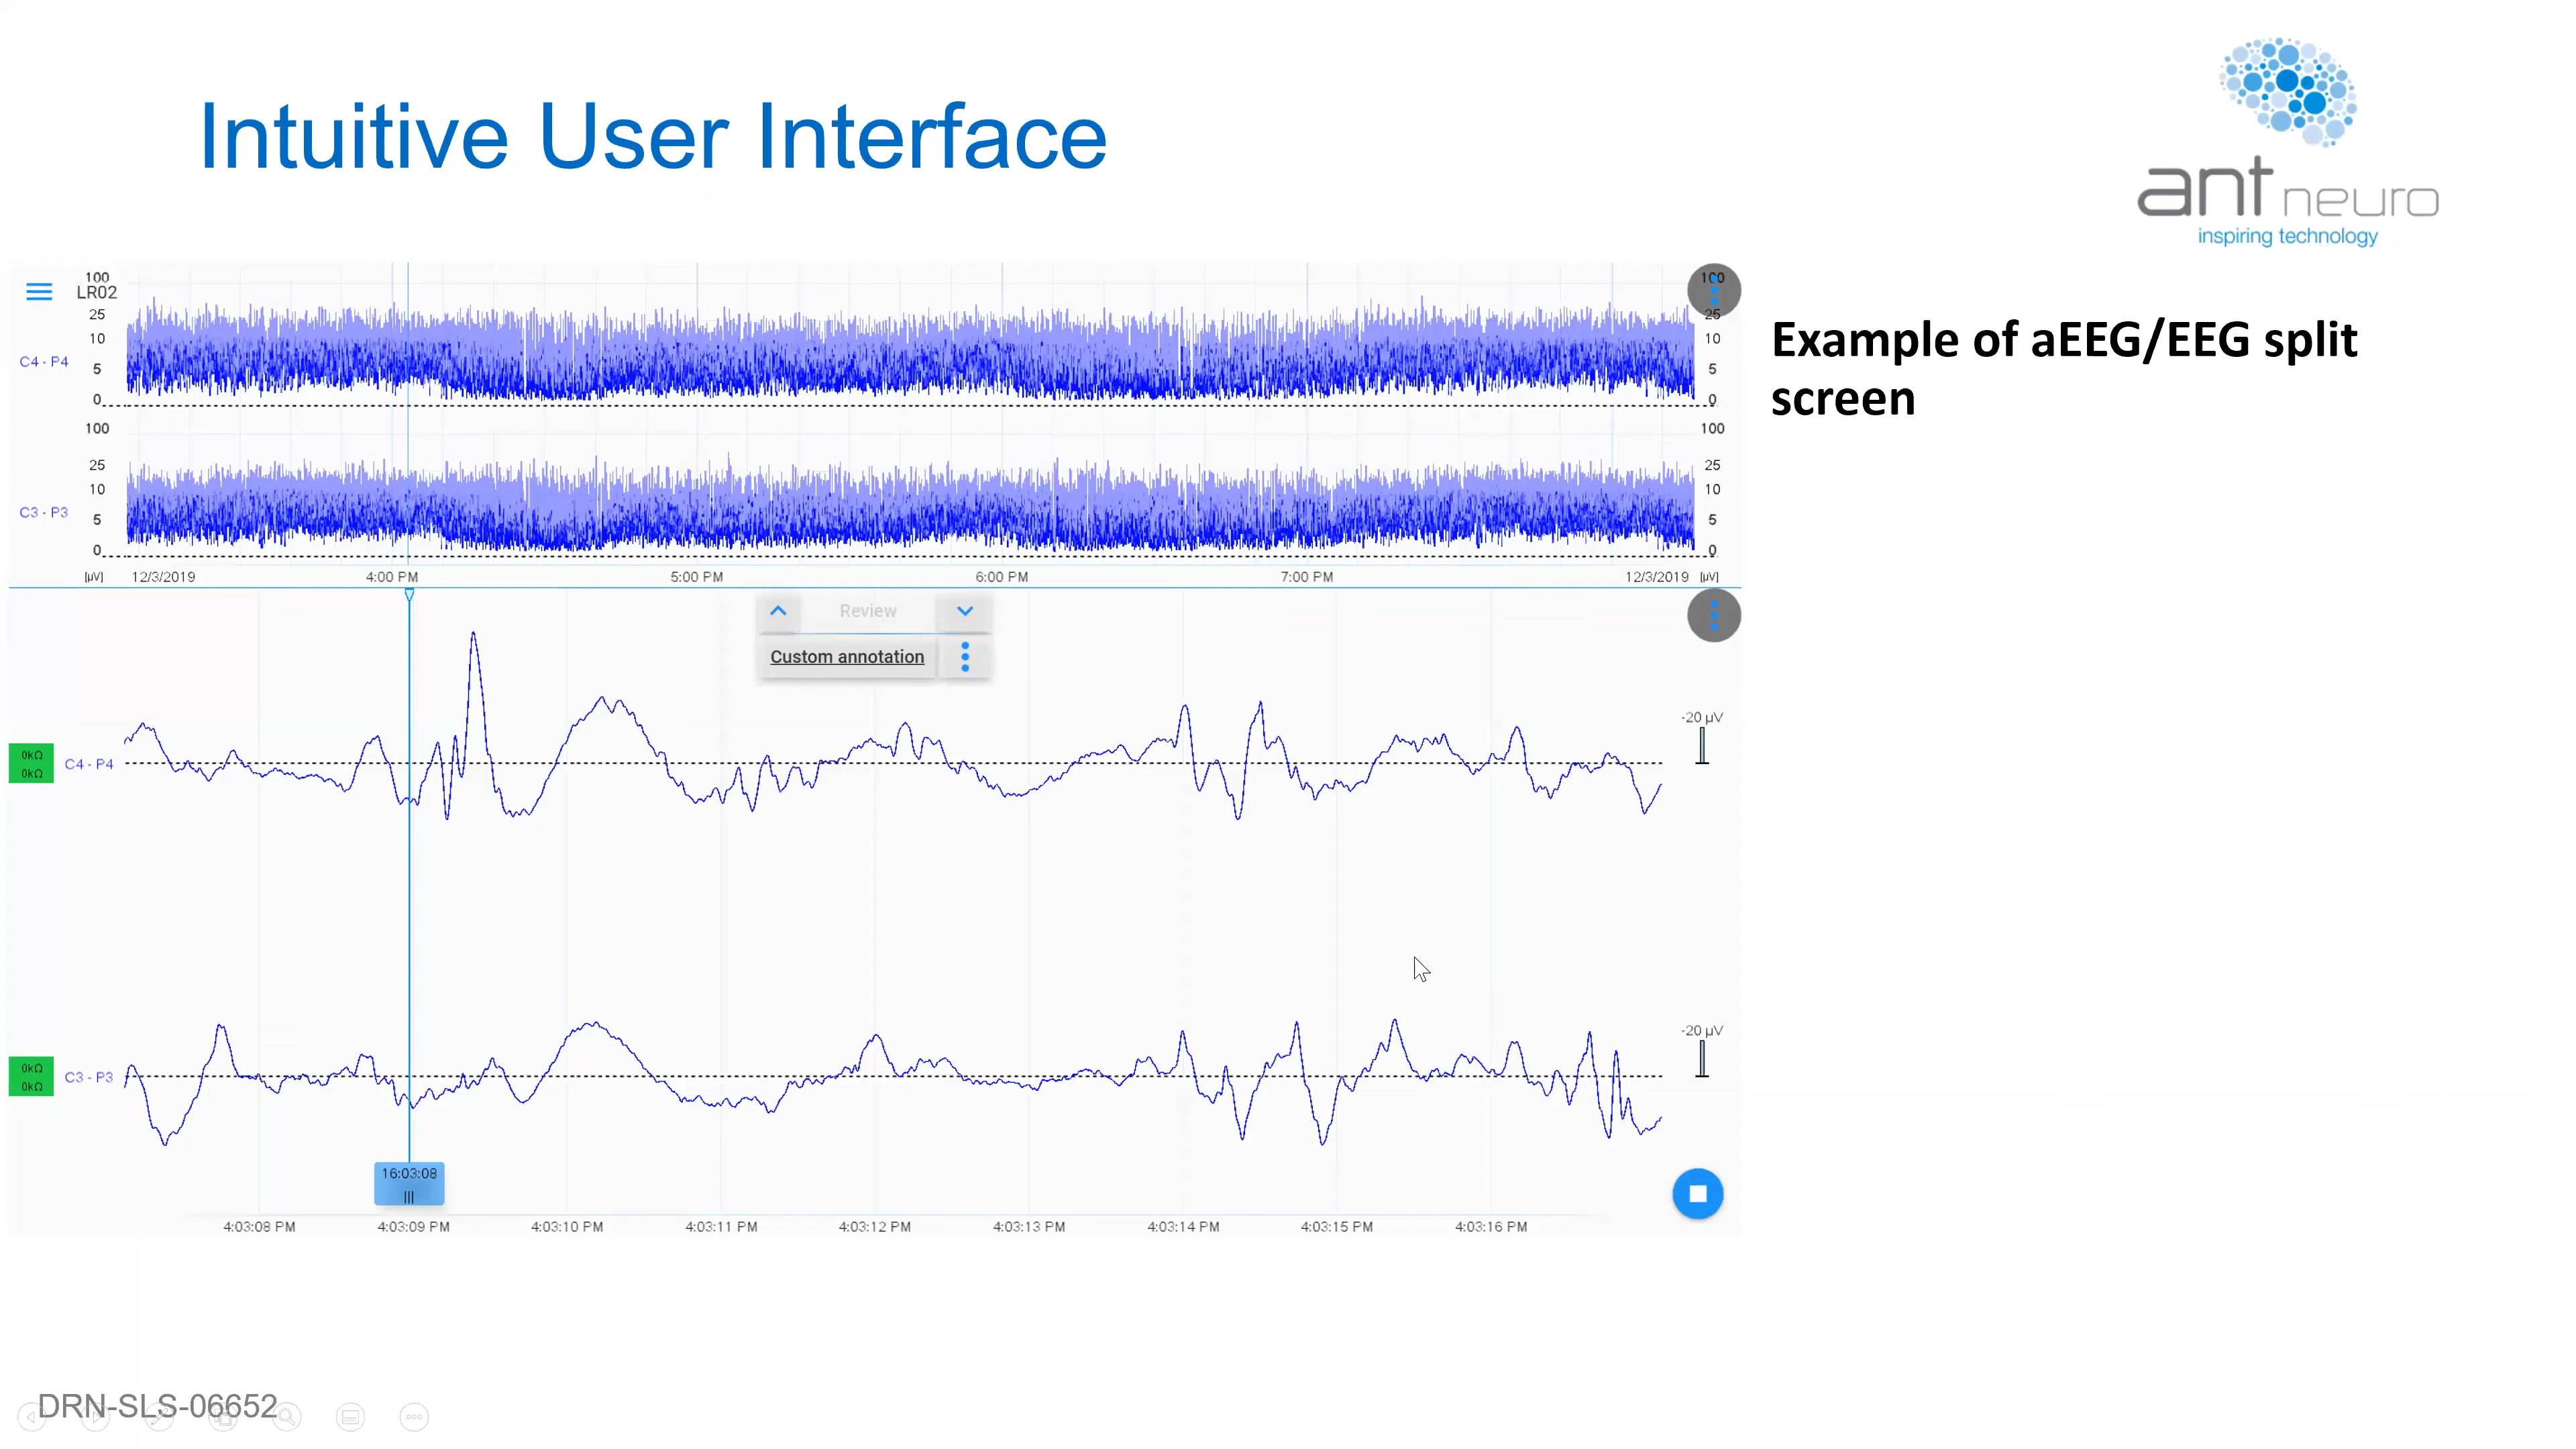 Intuitive User Interface
ant neuro
inspiring technology
Example of aEEG/EEG split
screen
LR02
100
25
10
5
0
C4 - P4
100
25
10
5
0
100
25
10
5
0
C3 - P3
100
25
10
5
0
[µV] 12/3/2019 4:00 PM 5:00 PM 6:00 PM 7:00 PM 12/3/2019 [µV]
Review
Custom annotation
-20 µV
0kΩ
0kΩ
C4 - P4
-20 µV
0kΩ
0kΩ
C3 - P3
16:03:08
4:03:08 PM 4:03:09 PM 4:03:10 PM 4:03:11 PM 4:03:12 PM 4:03:13 PM 4:03:14 PM 4:03:15 PM 4:03:16 PM
DRN-SLS-06652